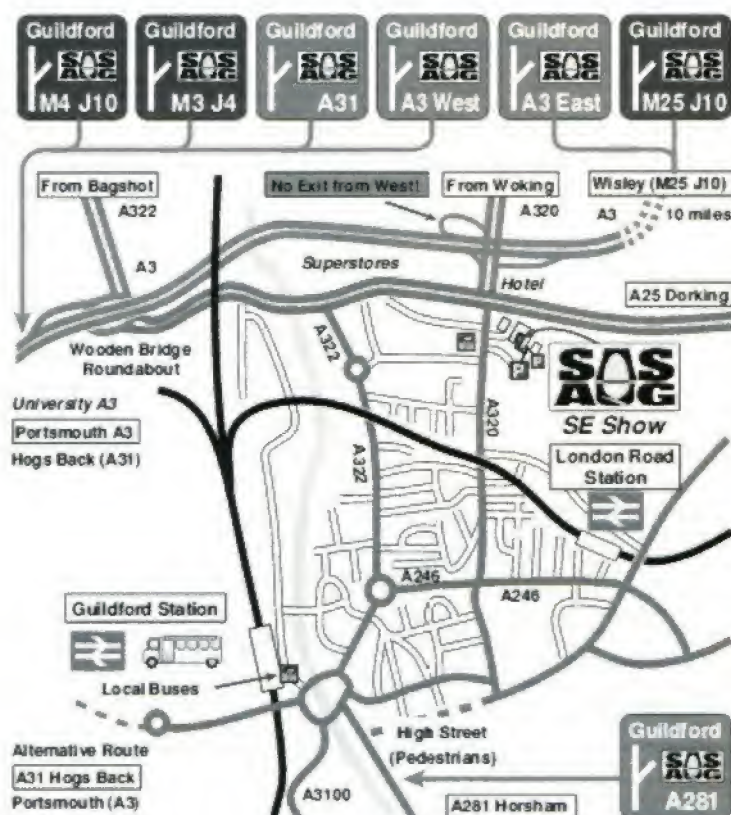 Guildford
SAS
AUG
M4 J10
Guildford
SAS
AUG
M3 J4
Guildford
SAS
AUG
A31
Guildford
SAS
AUG
A3 West
Guildford
SAS
AUG
A3 East
Guildford
SAS
AUG
M25 J10
From Bagshot
No Exit from West!
From Woking
Wisley (M25 J10)
A322
A320
A3
10 miles
A3
Superstores
Hotel
A25 Dorking
Wooden Bridge
Roundabout
A322
P
University A3
Portsmouth A3
Hogs Back (A31)
A320
SAS
AUG
SE Show
A322
London Road
Station
A246
A246
Guildford Station
Local Buses
High Street
(Pedestrians)
Alternative Route
A31 Hogs Back
Portsmouth (A3)
A3100
A281 Horsham
Guildford
SAS
AUG
A281